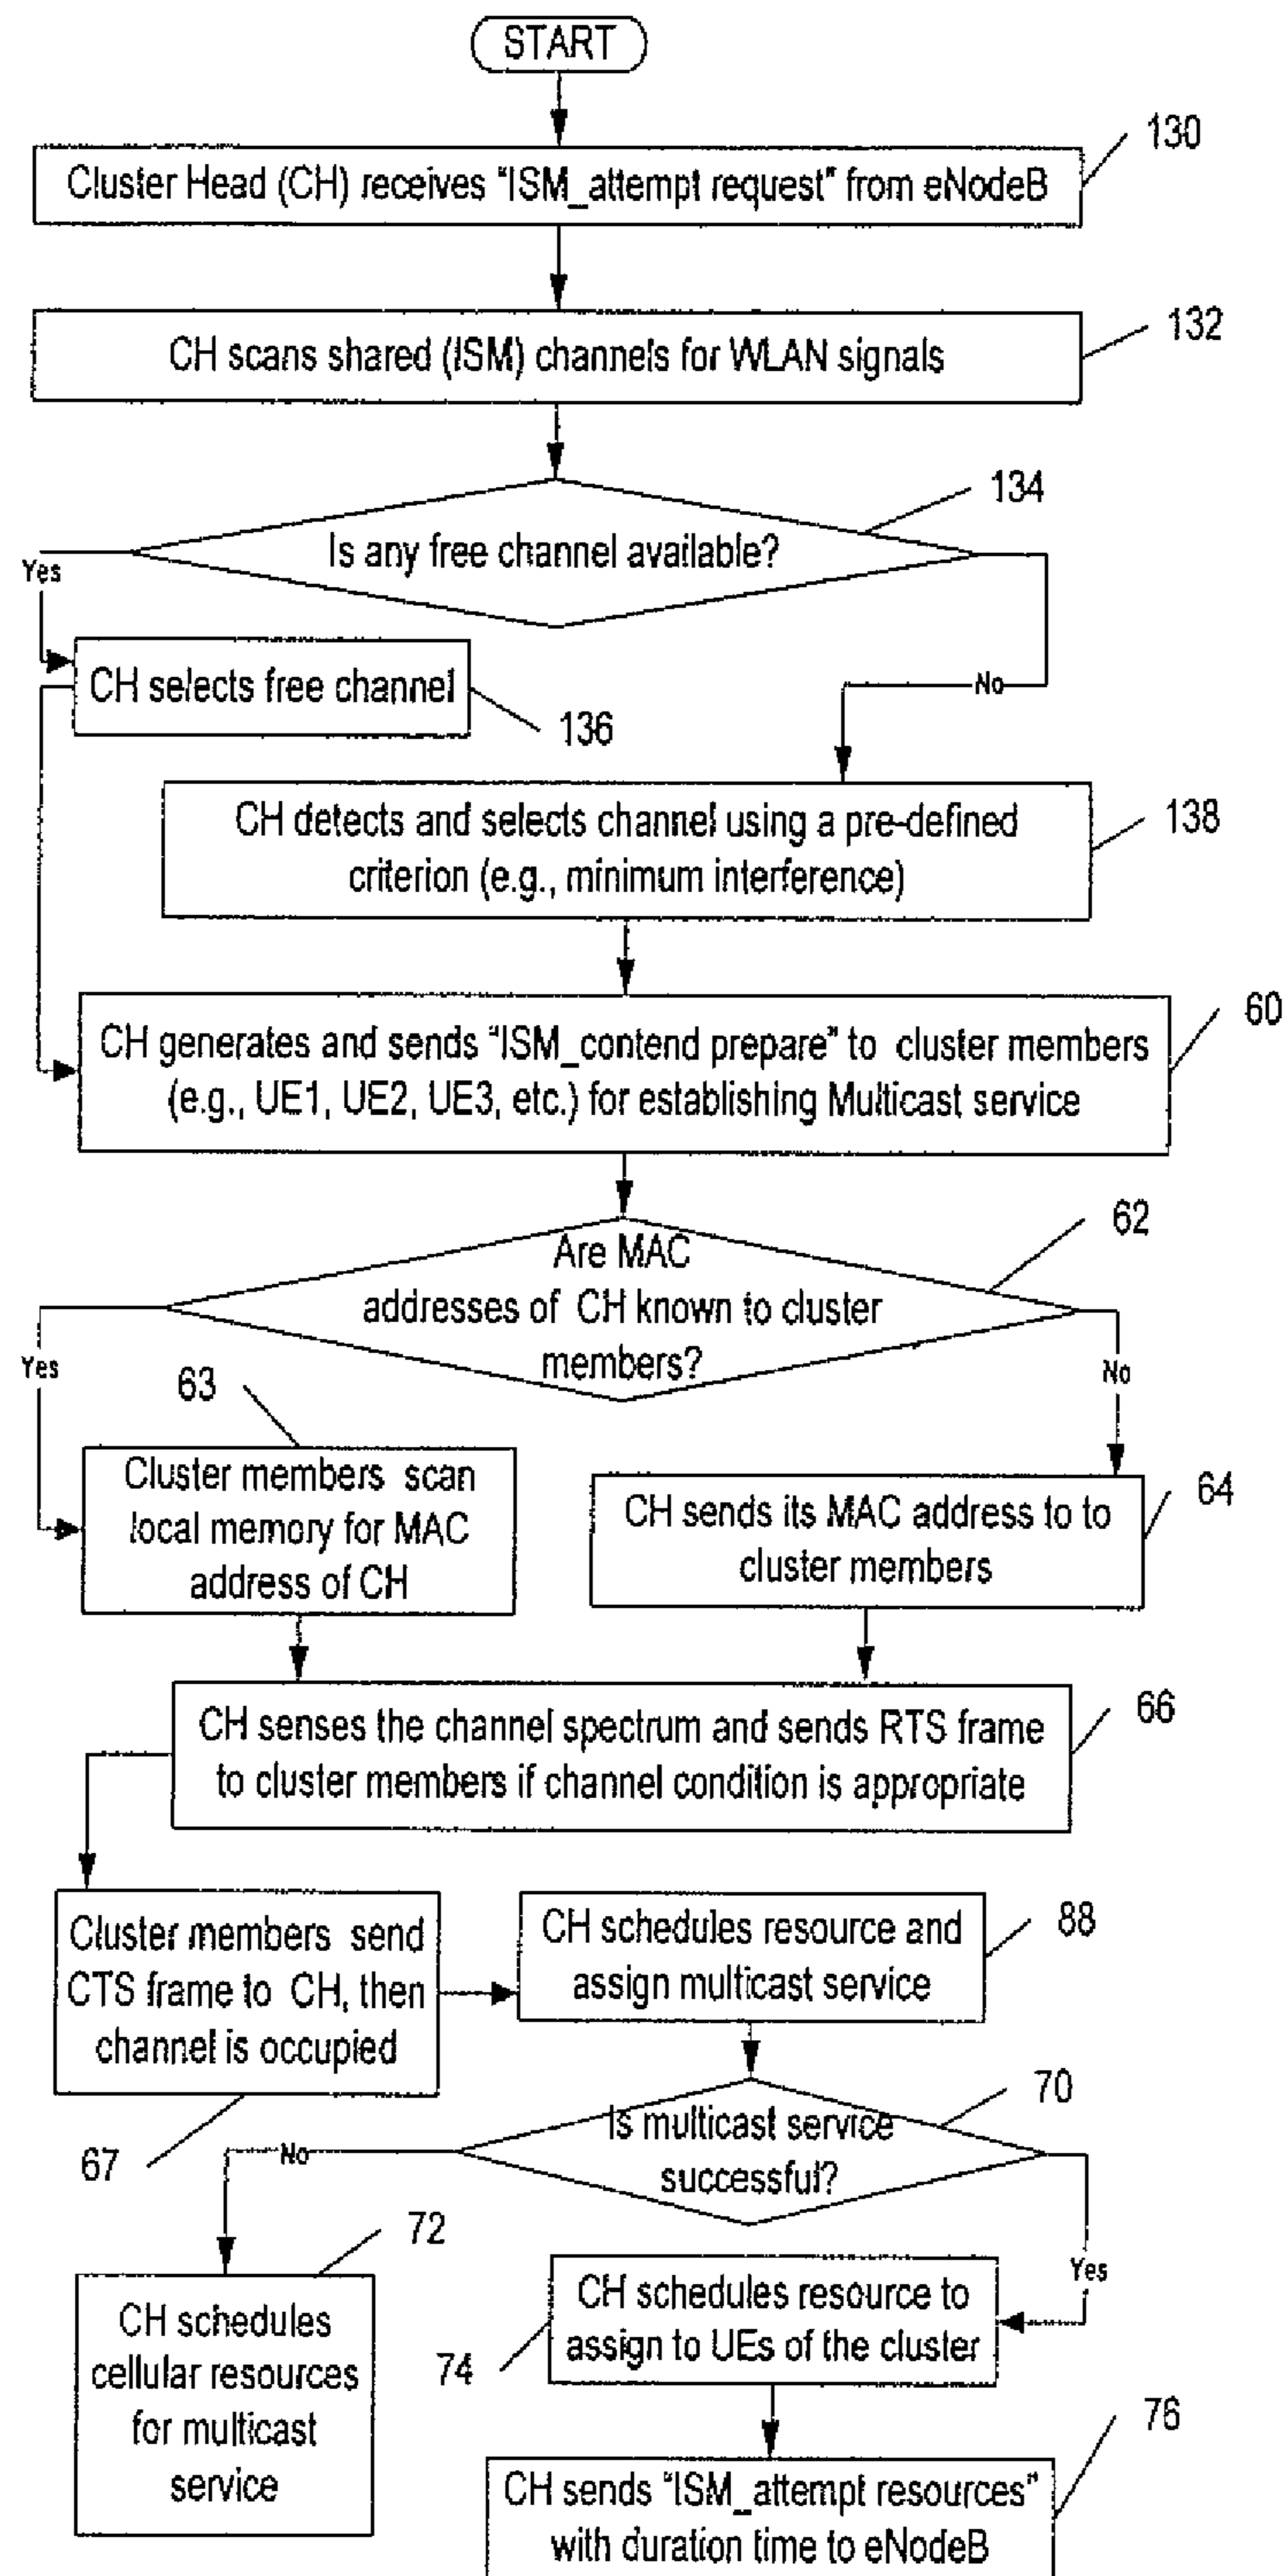 START
130
Cluster Head (CH) receives “ISM_attempt request” from eNodeB
132
CH scans shared (ISM) channels for WLAN signals
134
Is any free channel available?
Yes
No
CH selects free channel
136
138
CH detects and selects channel using a pre-defined
criterion (e.g., minimum interference)
60
CH generates and sends “ISM_contend prepare” to cluster members
(e.g., UE1, UE2, UE3, etc.) for establishing Multicast service
62
Are MAC
addresses of CH known to cluster
members?
Yes
No
63
Cluster members scan
local memory for MAC
address of CH
64
CH sends its MAC address to to
cluster members
66
CH senses the channel spectrum and sends RTS frame
to cluster members if channel condition is appropriate
Cluster members send
CTS frame to CH, then
channel is occupied
67
88
CH schedules resource and
assign multicast service
70
Is multicast service
successful?
No
Yes
72
CH schedules
cellular resources
for multicast
service
CH schedules resource to
assign to UEs of the cluster
74
76
CH sends “ISM_attempt resources”
with duration time to eNodeB